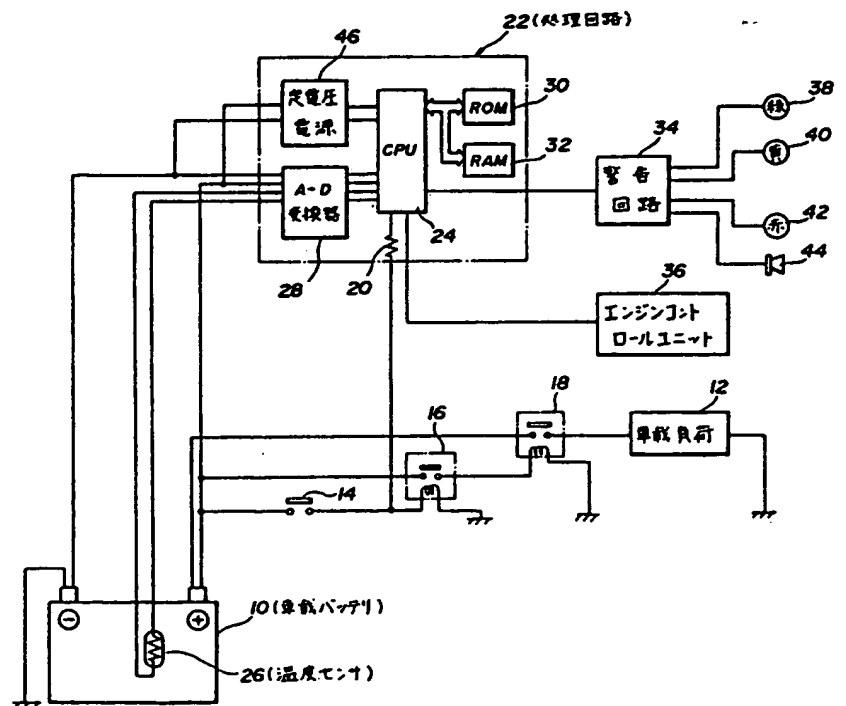 22(処理回路)
46
定電圧
電源
30
ROM
38
緑
34
40
CPU
32
RAM
警告
回路
黄
A-D
変換器
42
赤
24
44
28
20
36
エンジンコント
ロールユニット
18
12
16
車載負荷
14
10(車載バッテリ)
26(温度センサ)